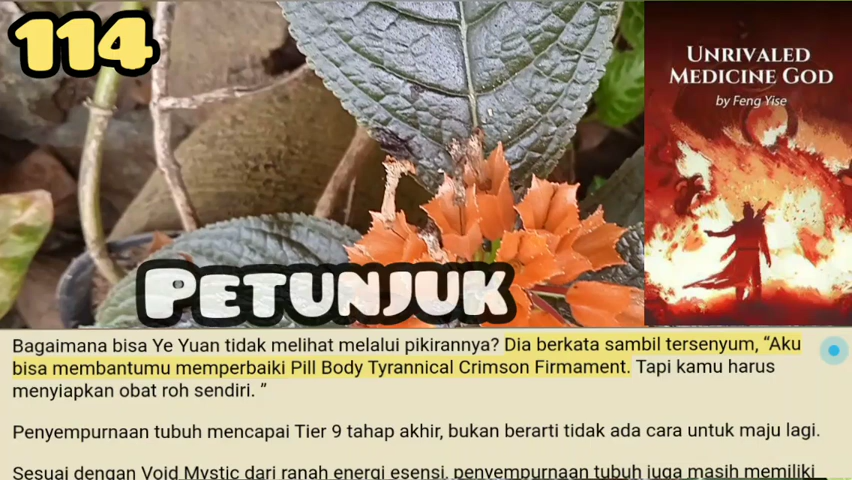 114
UNRIVALED
MEDICINE GOD
by Feng Yise
PETUNJUK
Bagaimana bisa Ye Yuan tidak melihat melalui pikirannya? Dia berkata sambil tersenyum, “Aku
bisa membantumu memperbaiki Pill Body Tyrannical Crimson Firmament. Tapi kamu harus
menyiapkan obat roh sendiri. ”
Penyempurnaan tubuh mencapai Tier 9 tahap akhir, bukan berarti tidak ada cara untuk maju lagi.
Sesuai dengan Void Mystic dari ranah energi esensi, penyempurnaan tubuh juga masih memiliki